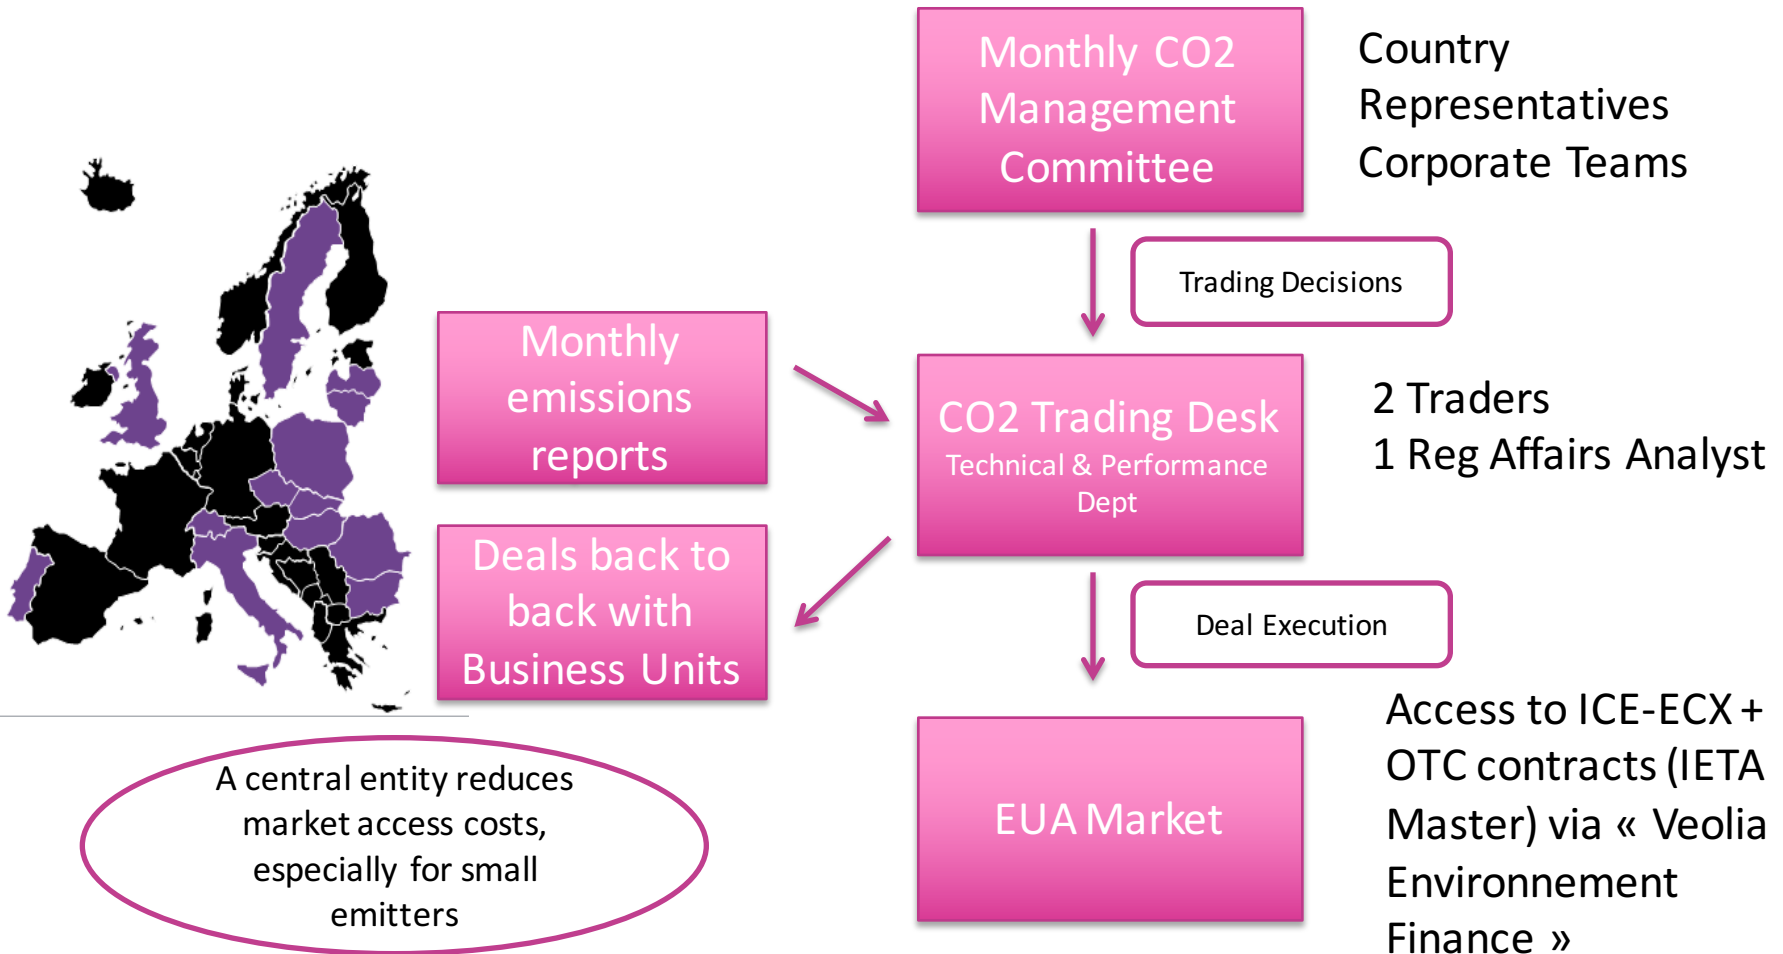 Monthly CO2
Management
Committee
Country
Representatives
Corporate Teams
Trading Decisions
Monthly
emissions
reports
CO2 Trading Desk
Technical & Performance
Dept
2 Traders
1 Reg Affairs Analyst
Deals back to
back with
Business Units
Deal Execution
A central entity reduces
market access costs,
especially for small
emitters
EUA Market
Access to ICE-ECX +
OTC contracts (IETA
Master) via « Veolia
Environnement
Finance »